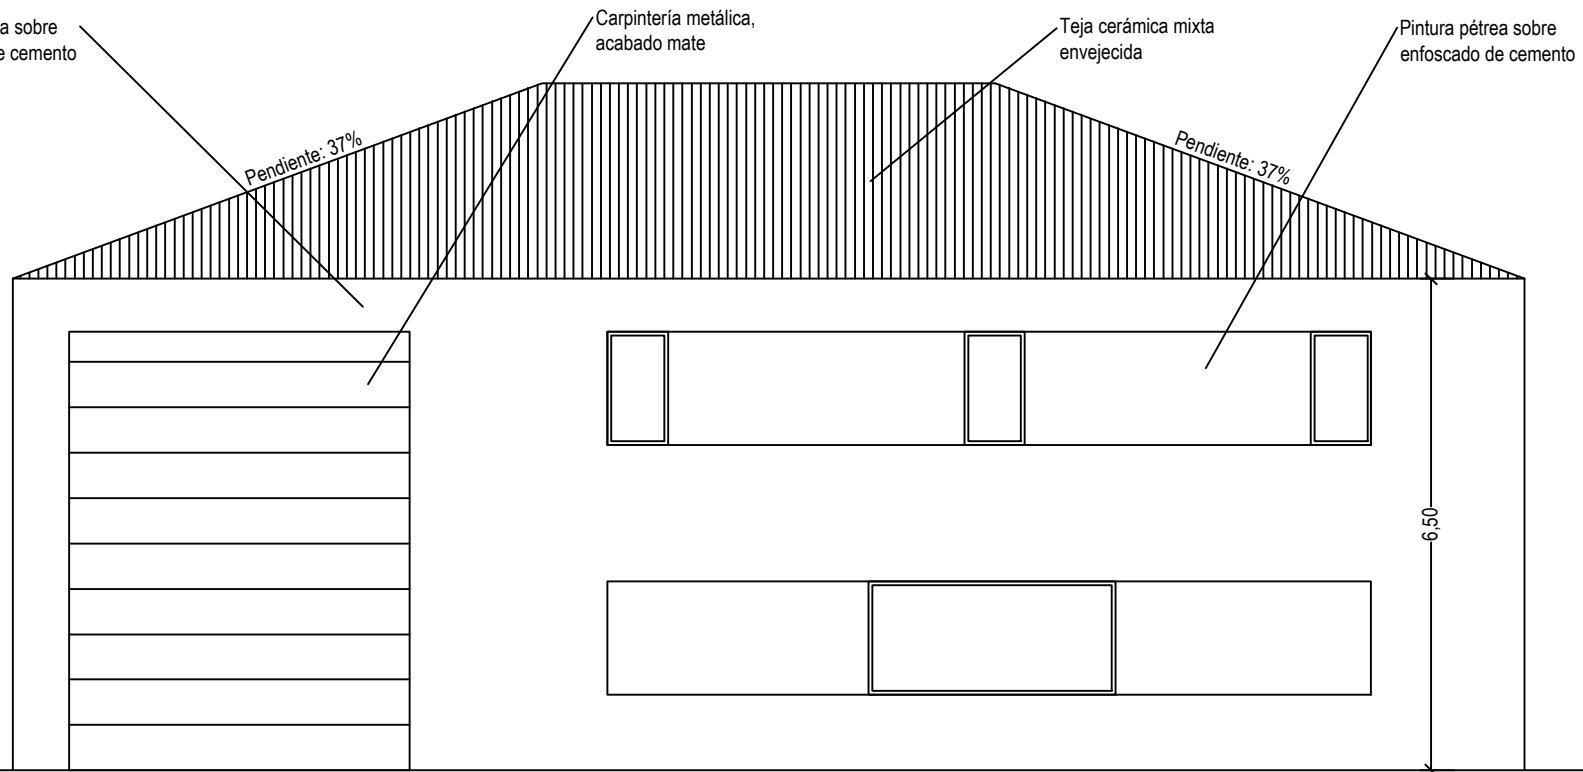 a sobre
e cemento
Carpintería metálica,
acabado mate
Teja cerámica mixta
envejecida
Pintura pétrea sobre
enfoscado de cemento
Pendiente: 37%
Pendiente: 37%
6,50